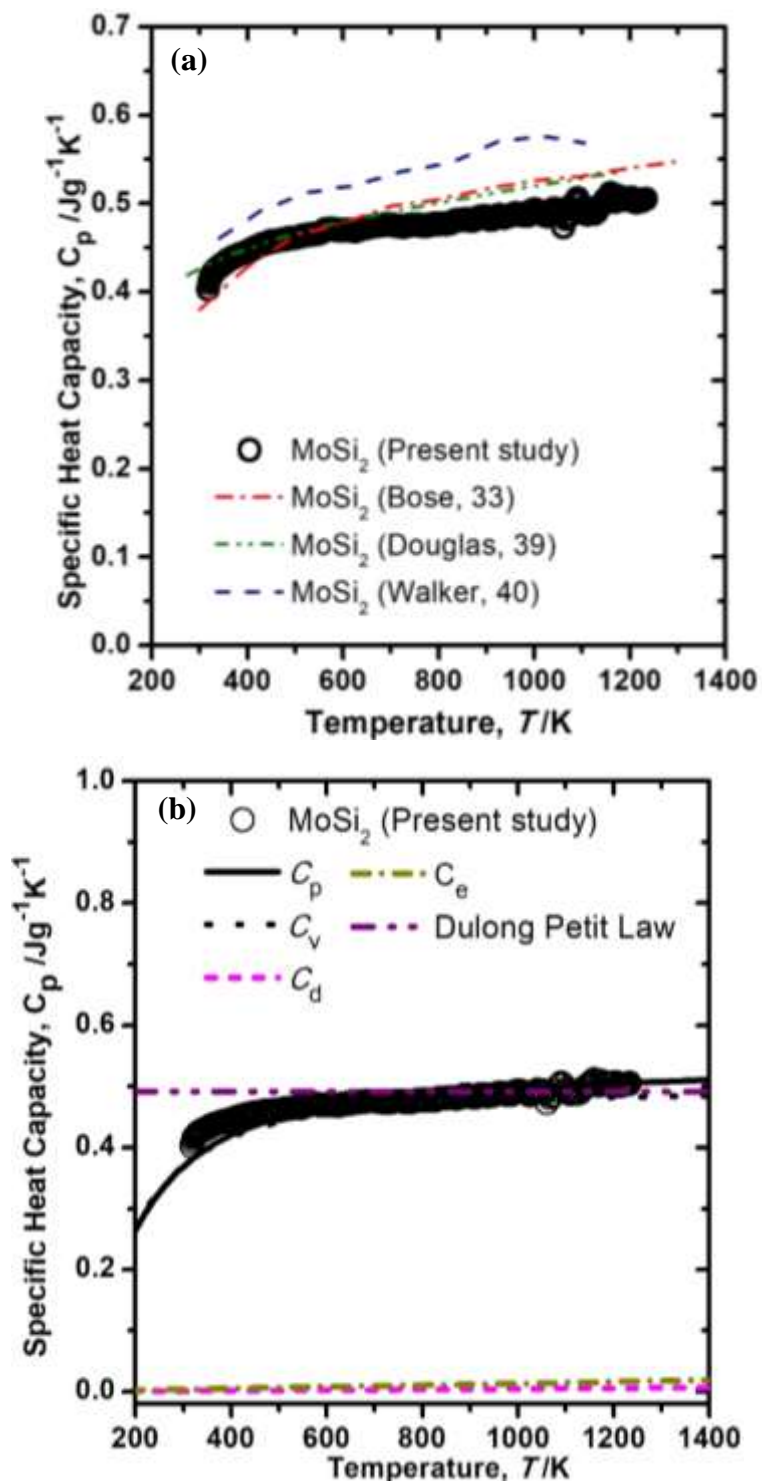 (a)
Specific Heat Capacity, Cₚ /Jg⁻¹K⁻¹
0.7
0.6
0.5
0.4
0.3
0.2
0.1
0.0
MoSi₂ (Present study)
MoSi₂ (Bose, 33)
MoSi₂ (Douglas, 39)
MoSi₂ (Walker, 40)
200 400 600 800 1000 1200 1400
Temperature, T/K
(b)
Specific Heat Capacity, Cₚ /Jg⁻¹K⁻¹
1.0
0.8
0.6
0.4
0.2
0.0
MoSi₂ (Present study)
Cₚ Cₑ
Cᵥ Dulong Petit Law
C_d
200 400 600 800 1000 1200 1400
Temperature, T/K